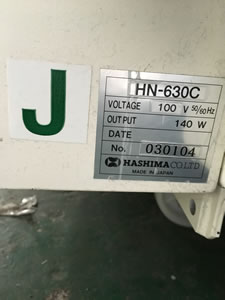 J
HN-630C
VOLTAGE 100 V 50/60Hz
OUTPUT 140 W
DATE
No. 030104
H HASHIMA CO.LTD
MADE IN JAPAN